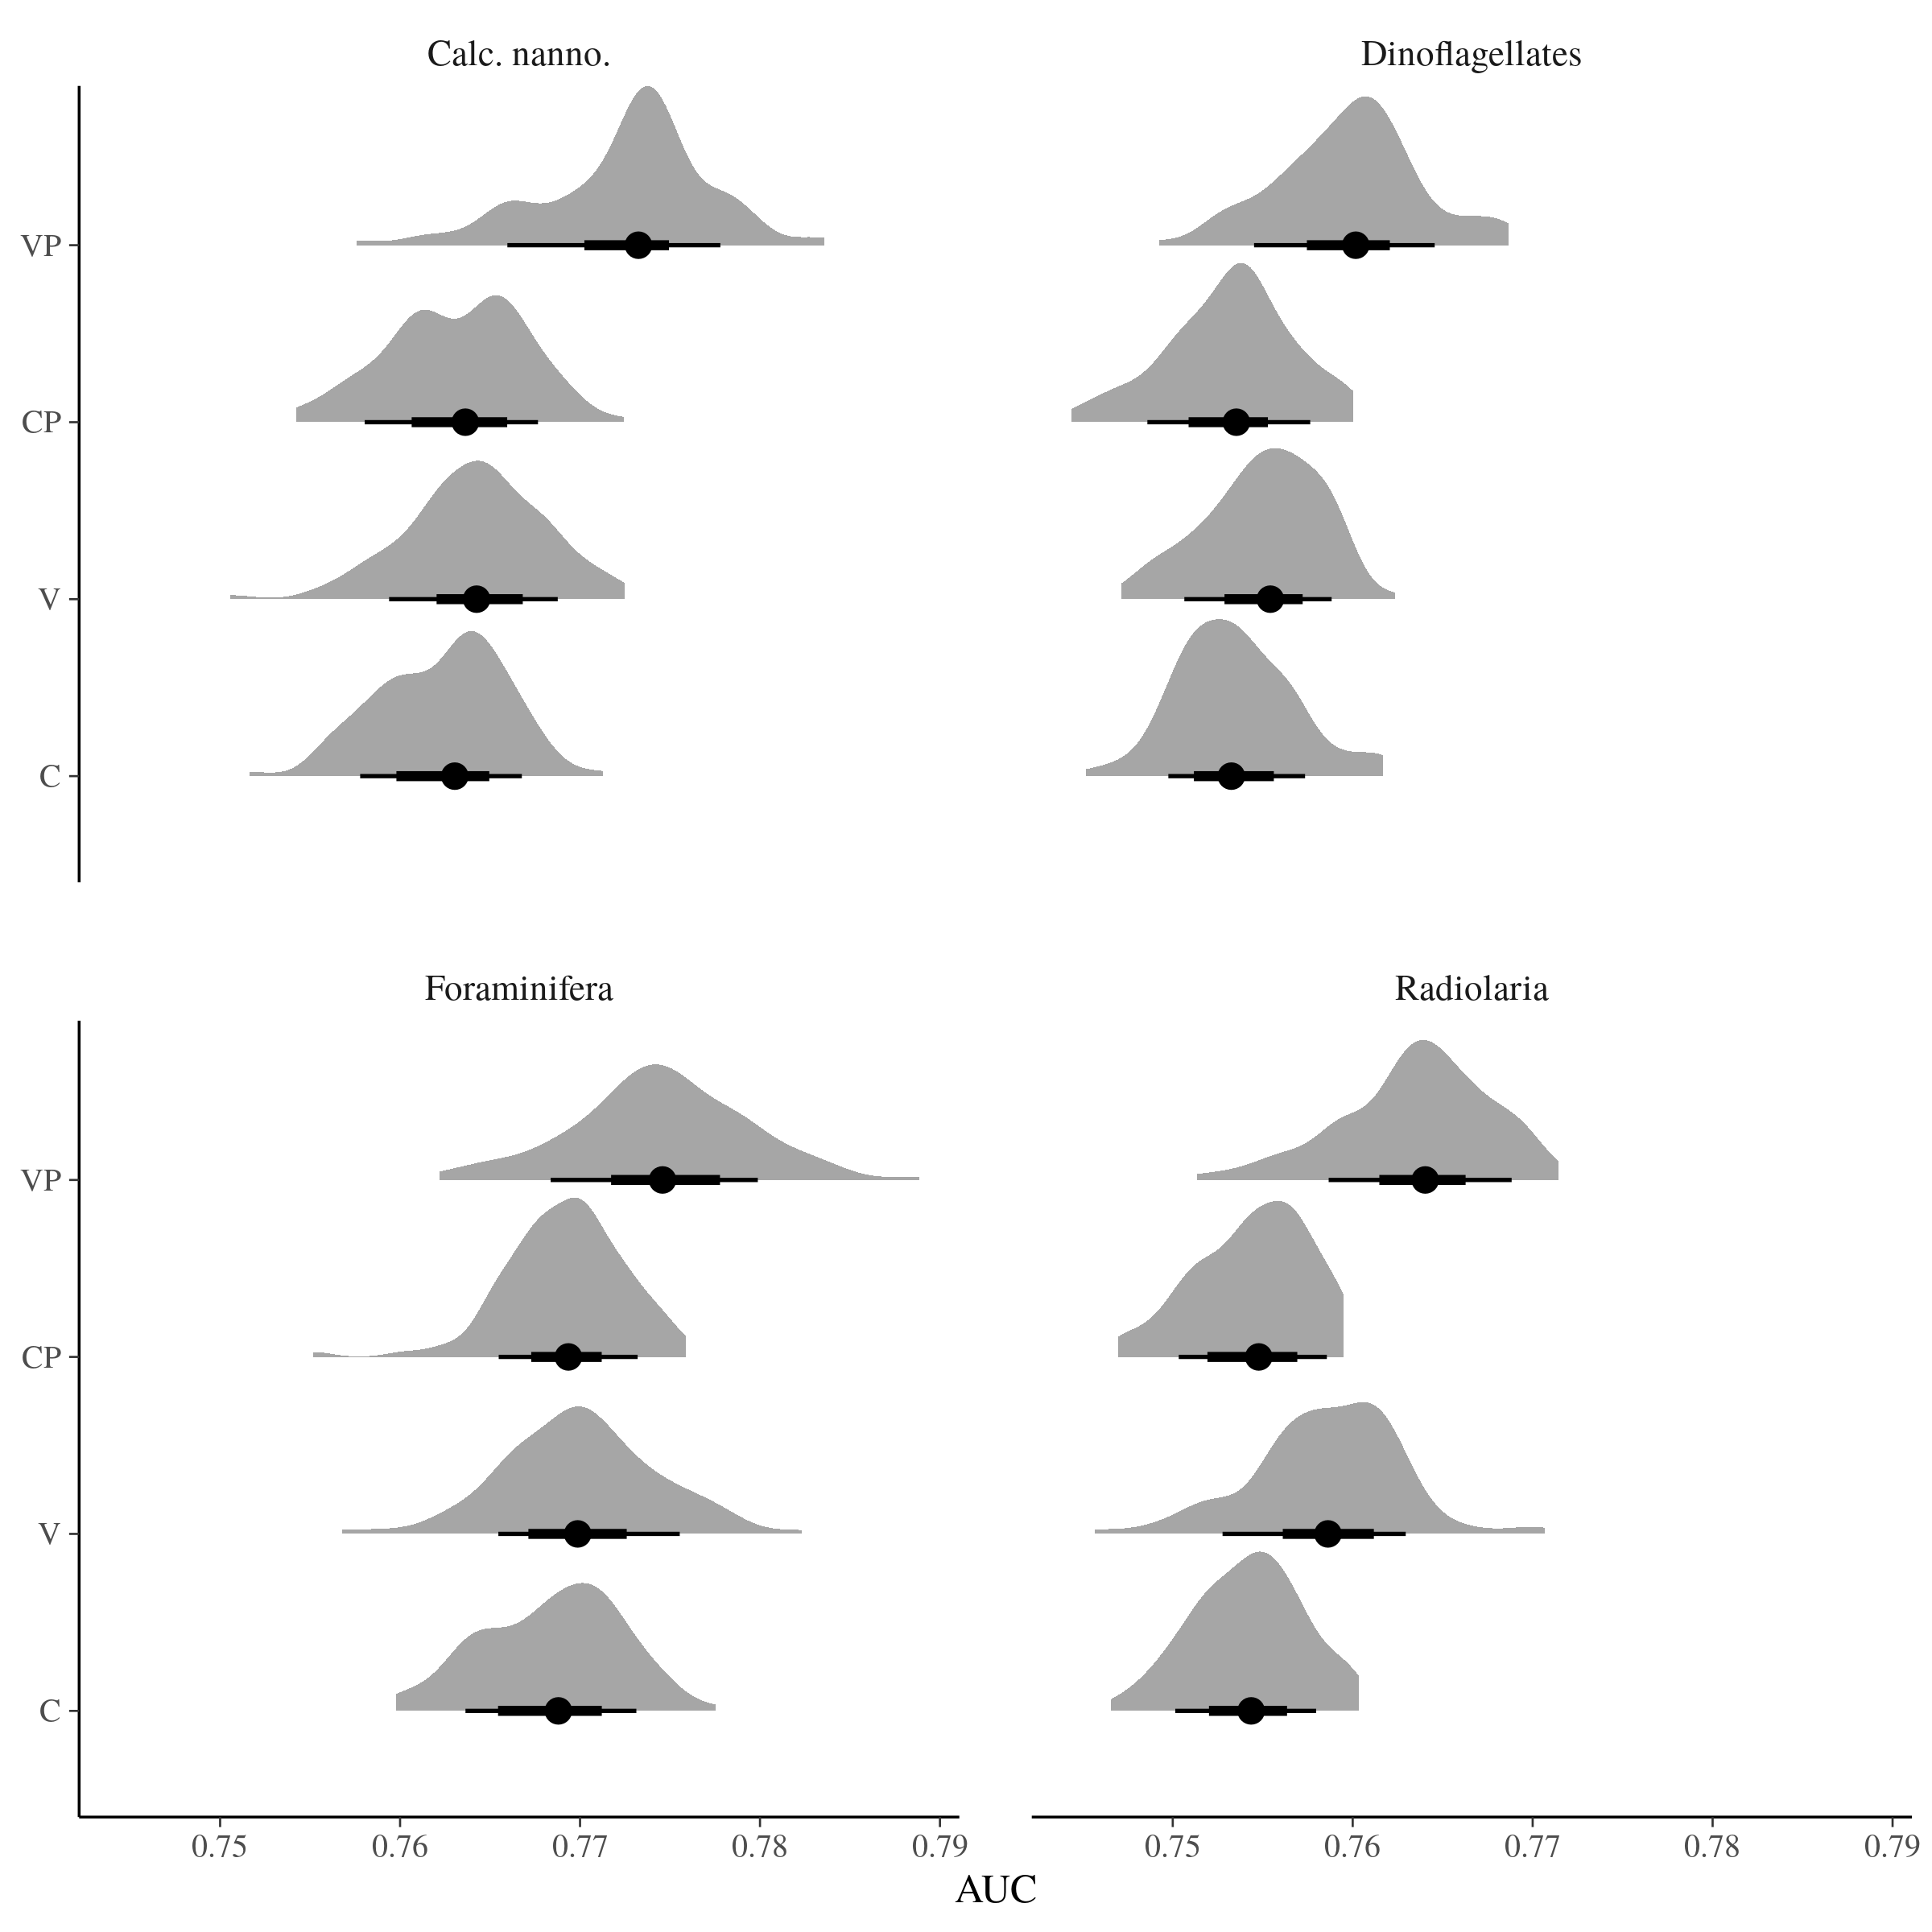 Calc. nanno.
Dinoflagellates
VP
CP
V
C
Foraminifera
Radiolaria
VP
CP
V
C
0.75 0.76 0.77 0.78 0.79 0.75 0.76 0.77 0.78 0.79
AUC